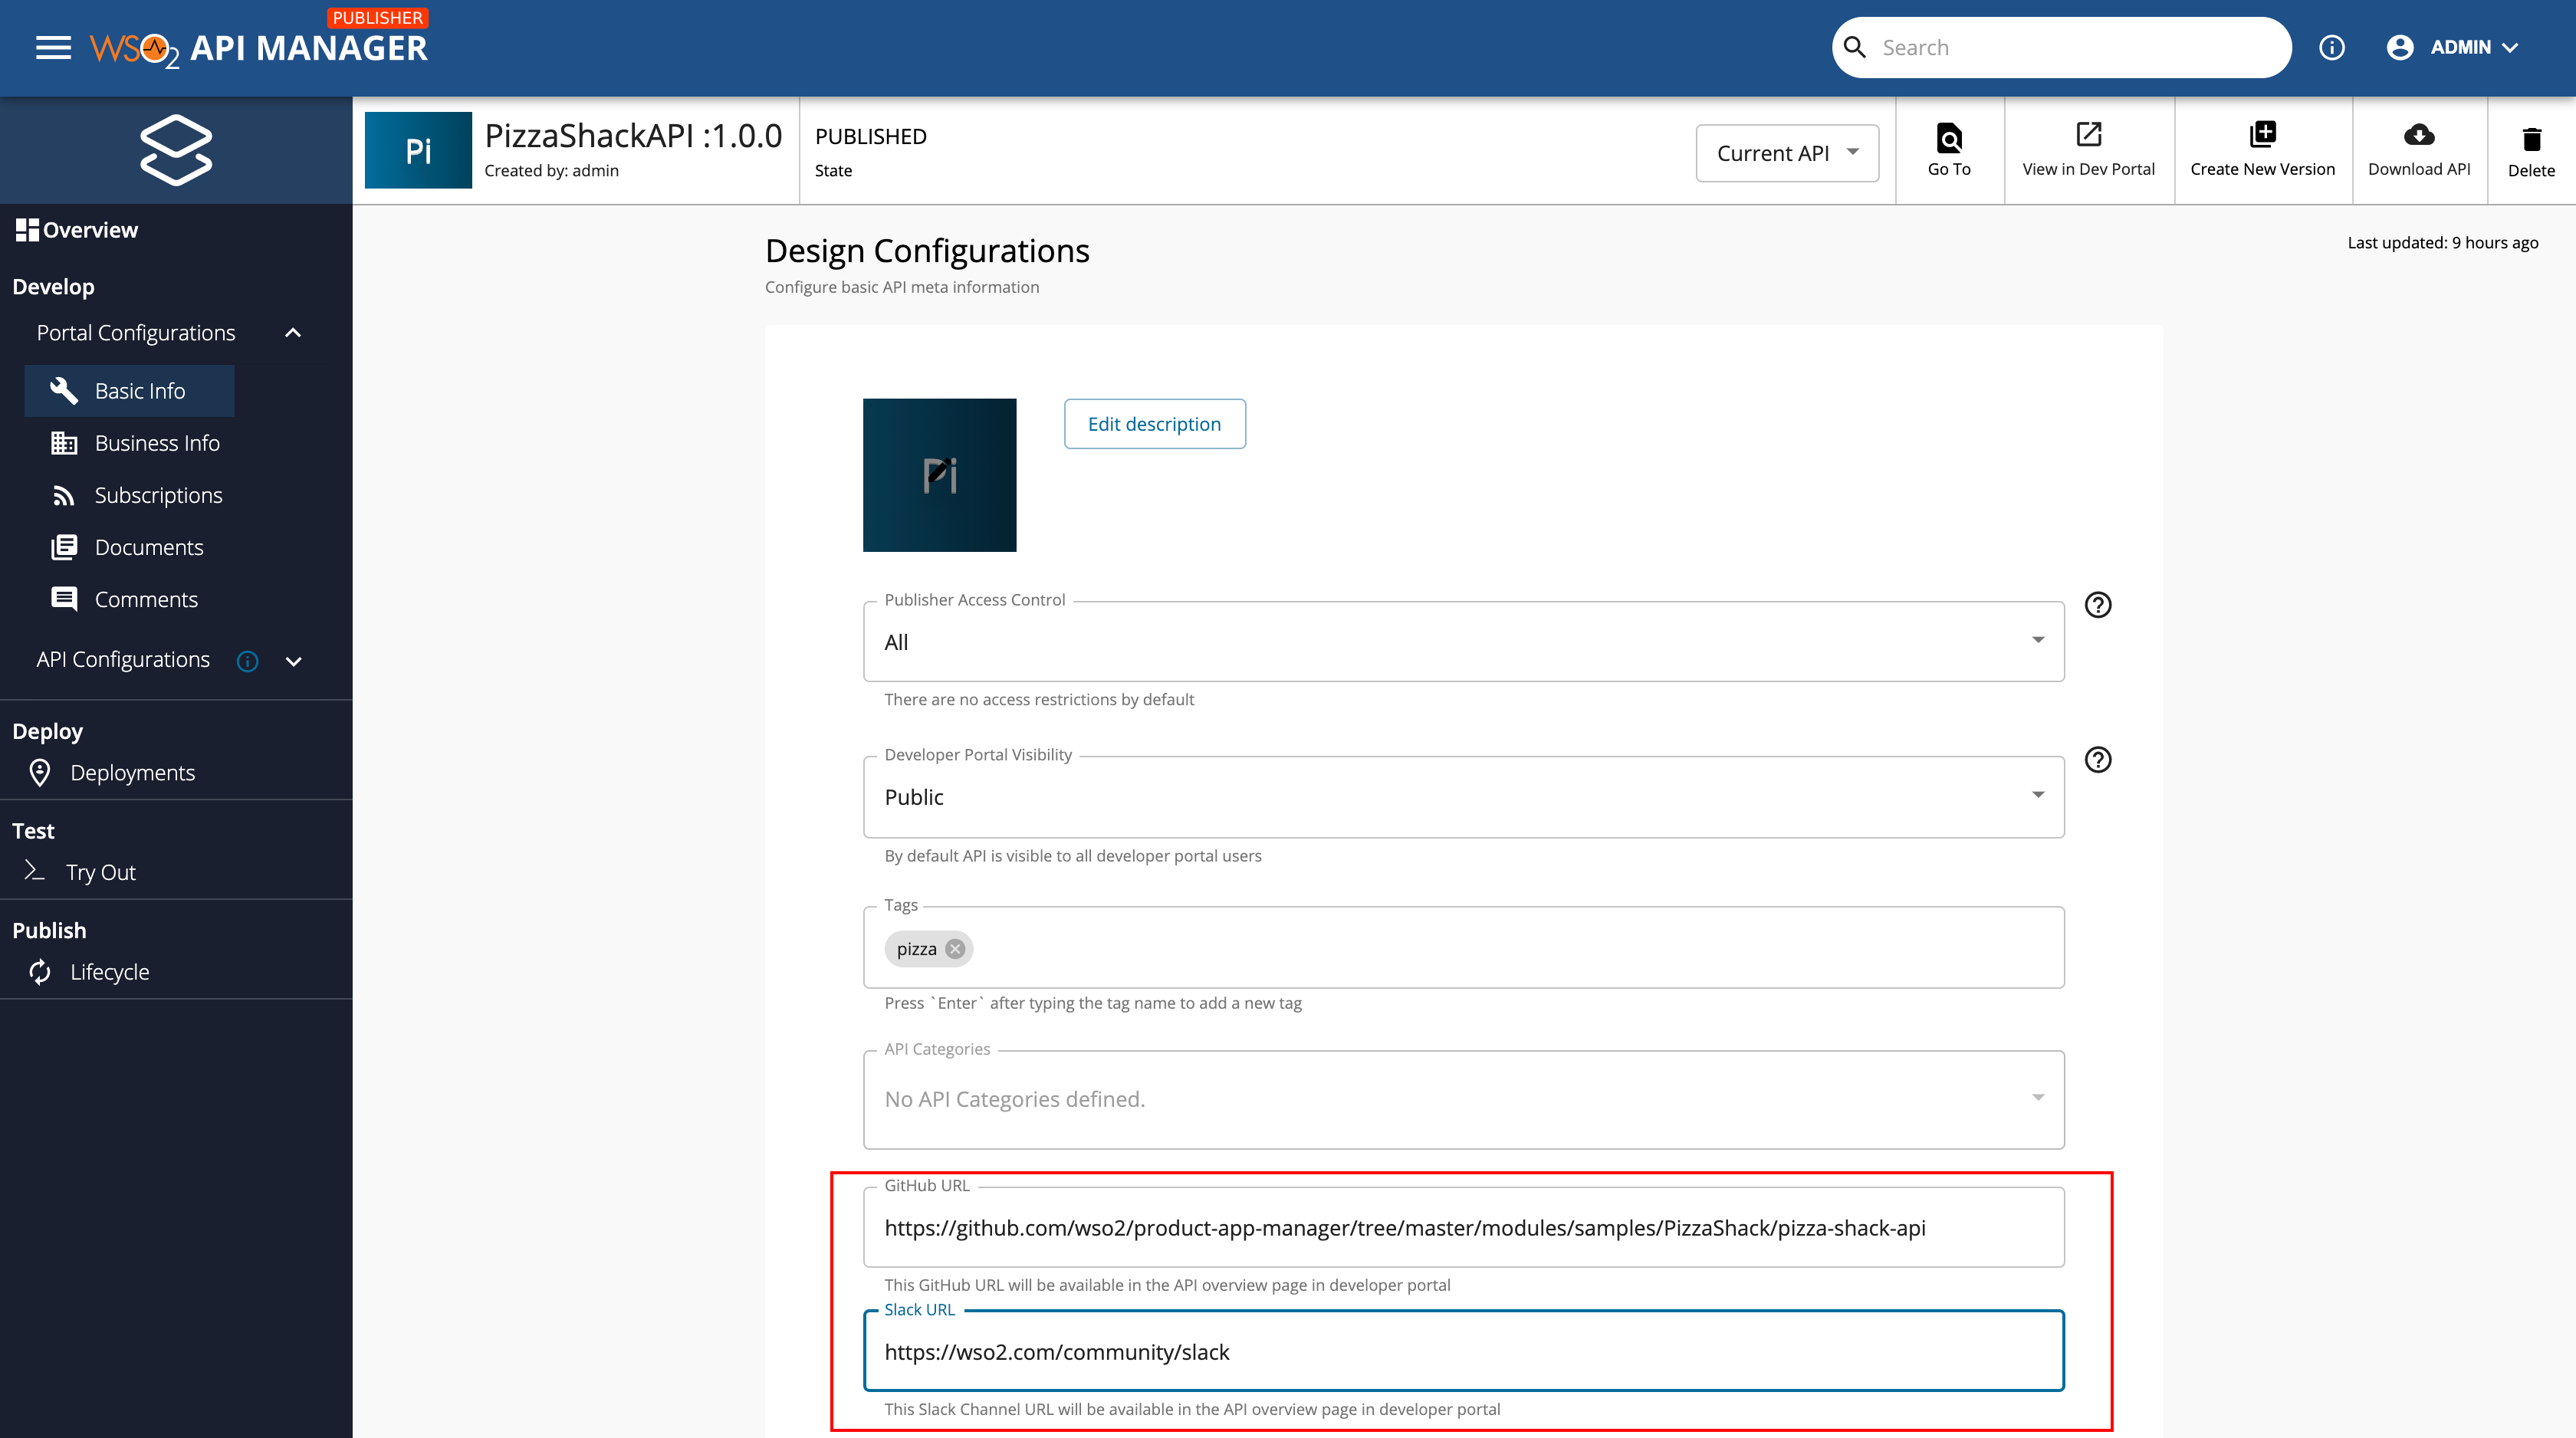 PUBLISHER
WSO2 API MANAGER
Search
ADMIN
Pi
PizzaShackAPI :1.0.0
Created by: admin
PUBLISHED
State
Current API
Go To
View in Dev Portal
Create New Version
Download API
Delete
Overview
Develop
Portal Configurations
Basic Info
Business Info
Subscriptions
Documents
Comments
API Configurations
Deploy
Deployments
Test
Try Out
Publish
Lifecycle
Design Configurations
Last updated: 9 hours ago
Configure basic API meta information
Pi
Edit description
Publisher Access Control
All
There are no access restrictions by default
Developer Portal Visibility
Public
By default API is visible to all developer portal users
Tags
pizza
Press `Enter` after typing the tag name to add a new tag
API Categories
No API Categories defined.
GitHub URL
https://github.com/wso2/product-app-manager/tree/master/modules/samples/PizzaShack/pizza-shack-api
This GitHub URL will be available in the API overview page in developer portal
Slack URL
https://wso2.com/community/slack
This Slack Channel URL will be available in the API overview page in developer portal